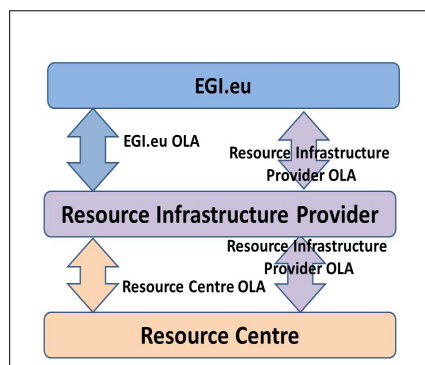 EGI.eu
EGI.eu OLA
Resource Infrastructure
Provider OLA
Resource Infrastructure Provider
Resource Infrastructure
Provider OLA
Resource Centre OLA
Resource Centre